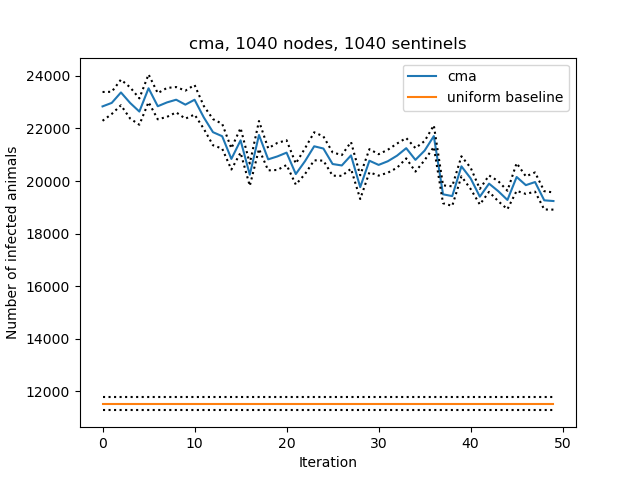 cma, 1040 nodes, 1040 sentinels
Number of infected animals
24000
22000
20000
18000
16000
14000
12000
cma
uniform baseline
0
10
20
30
40
50
Iteration